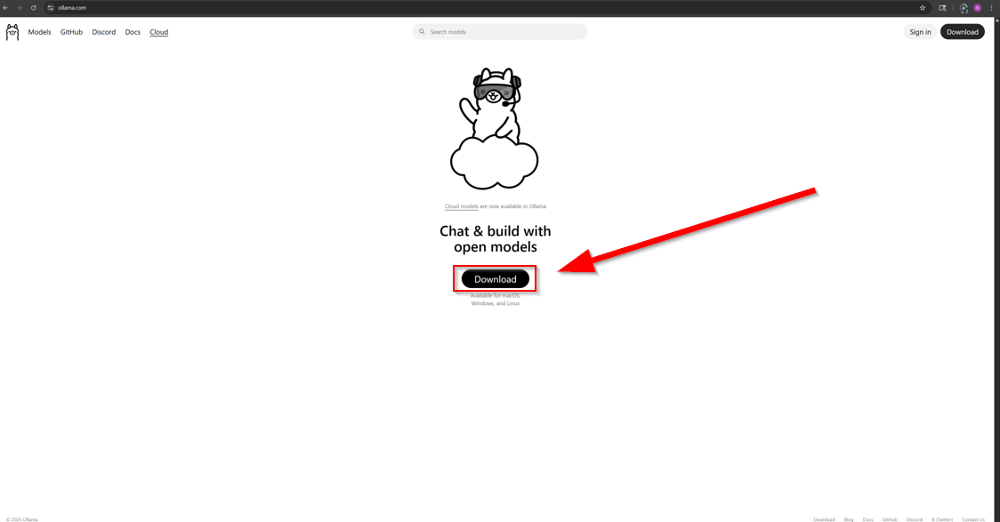 ollama.com
R
Models GitHub Discord Docs Cloud
Search models
Sign in Download
Cloud models are now available in Ollama
Chat & build with
open models
Download
Available for macOS,
Windows, and Linux
© 2025 Ollama
Download Blog Docs GitHub Discord X (Twitter) Contact Us